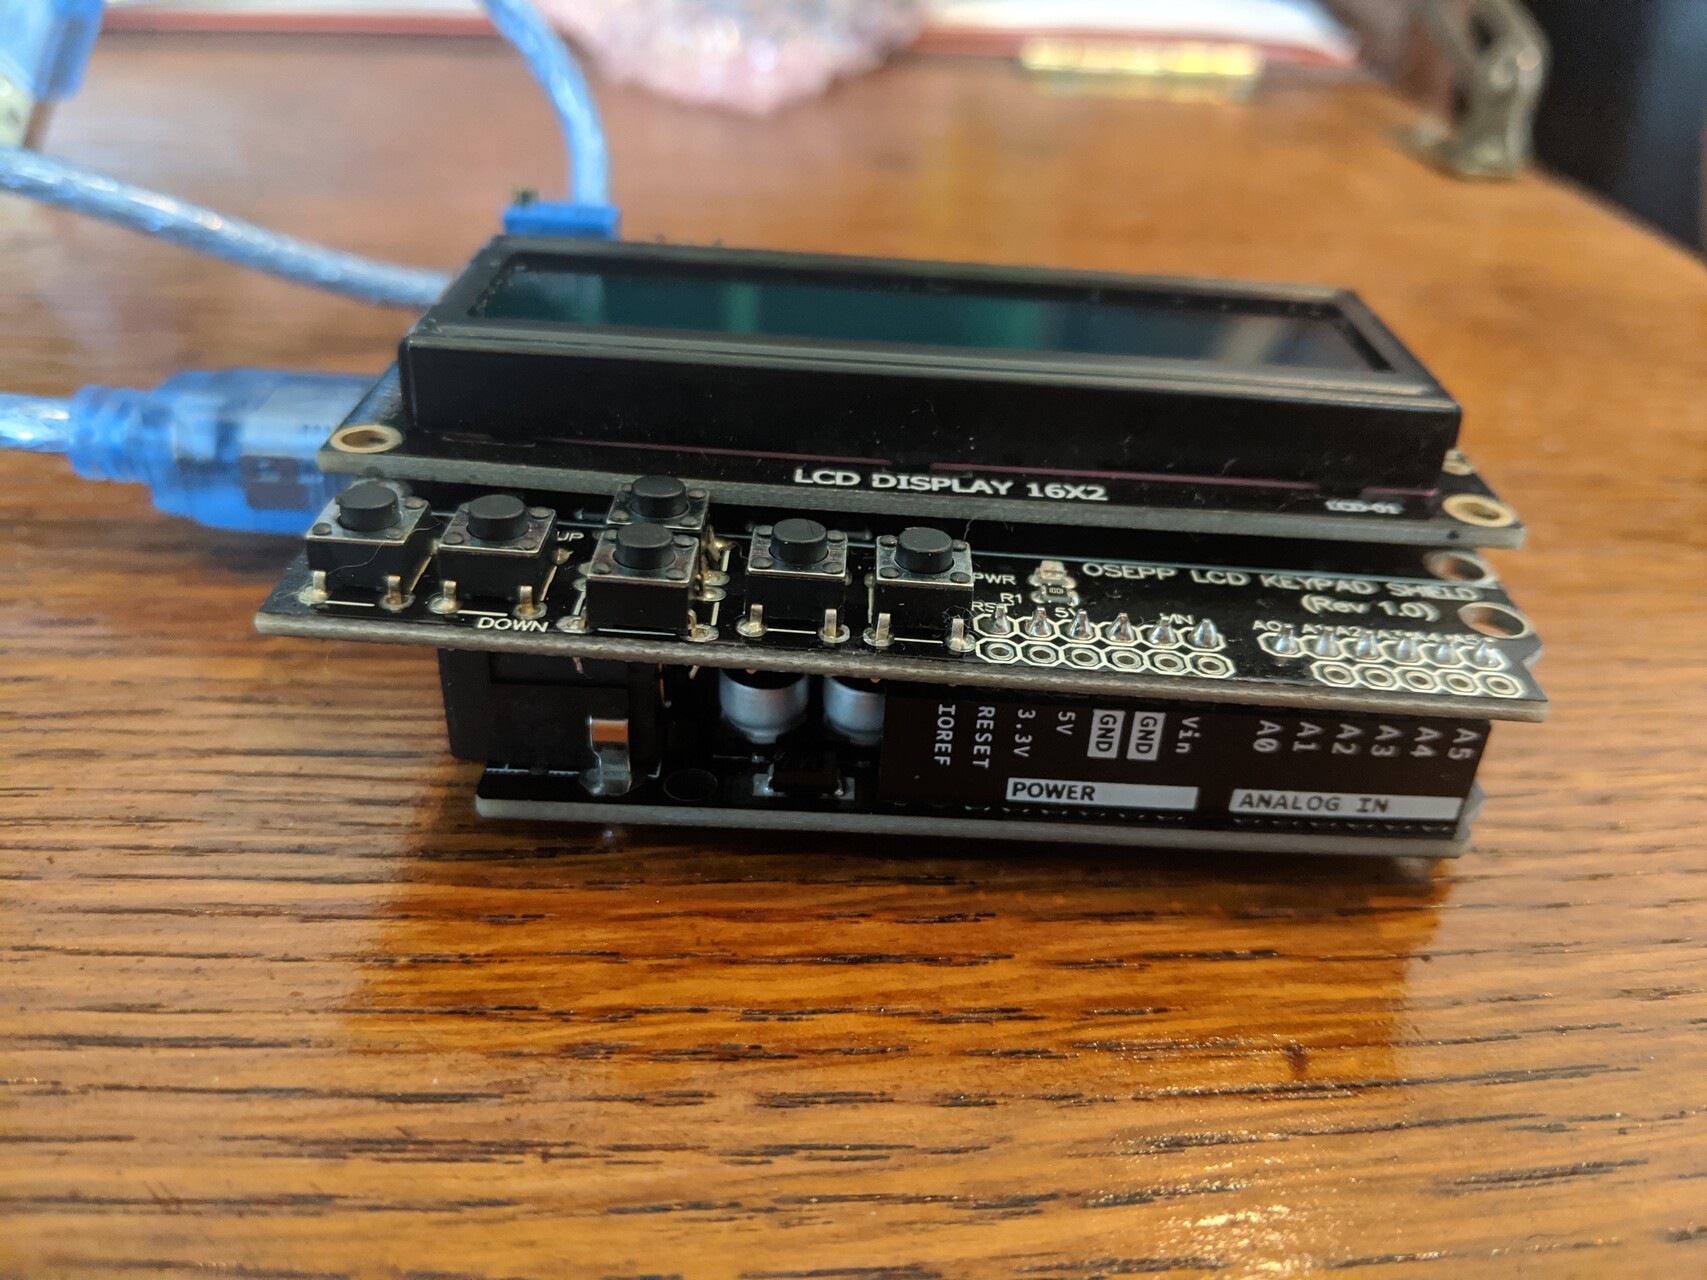 LCD DISPLAY 16X2
LCD-01
UP
DOWN
PWR
R1
OSEPP LCD KEYPAD SHIELD
(Rev 1.0)
RST
5V
VIN
A0
A1
A2
A3
A4
A5
IOREF
RESET
3.3V
5V
GND
GND
Vin
A0
A1
A2
A3
A4
A5
POWER
ANALOG IN